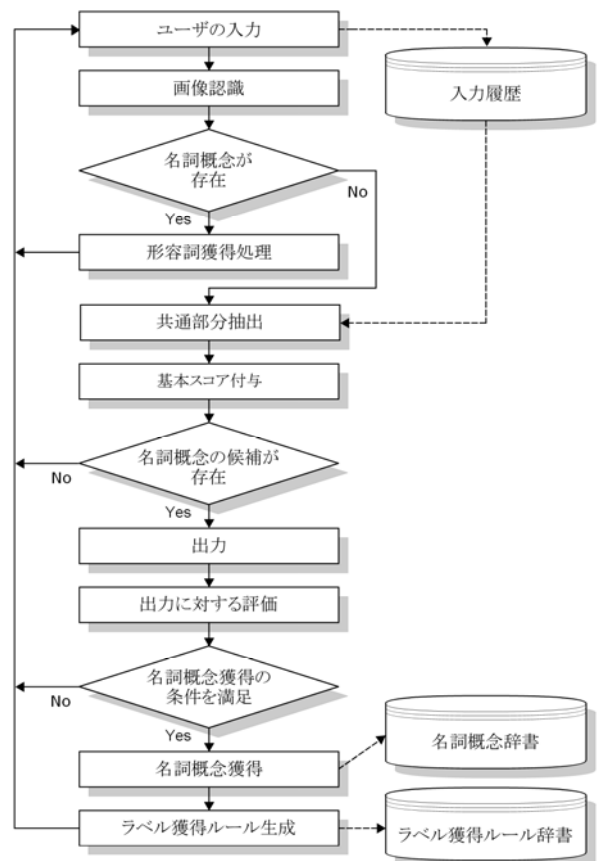 ユーザの入力
画像認識
入力履歴
名詞概念が
存在
No
Yes
形容詞獲得処理
共通部分抽出
基本スコア付与
名詞概念の候補が
存在
No
Yes
出力
出力に対する評価
名詞概念獲得の
条件を満足
No
Yes
名詞概念辞書
名詞概念獲得
ラベル獲得ルール生成
ラベル獲得ルール辞書